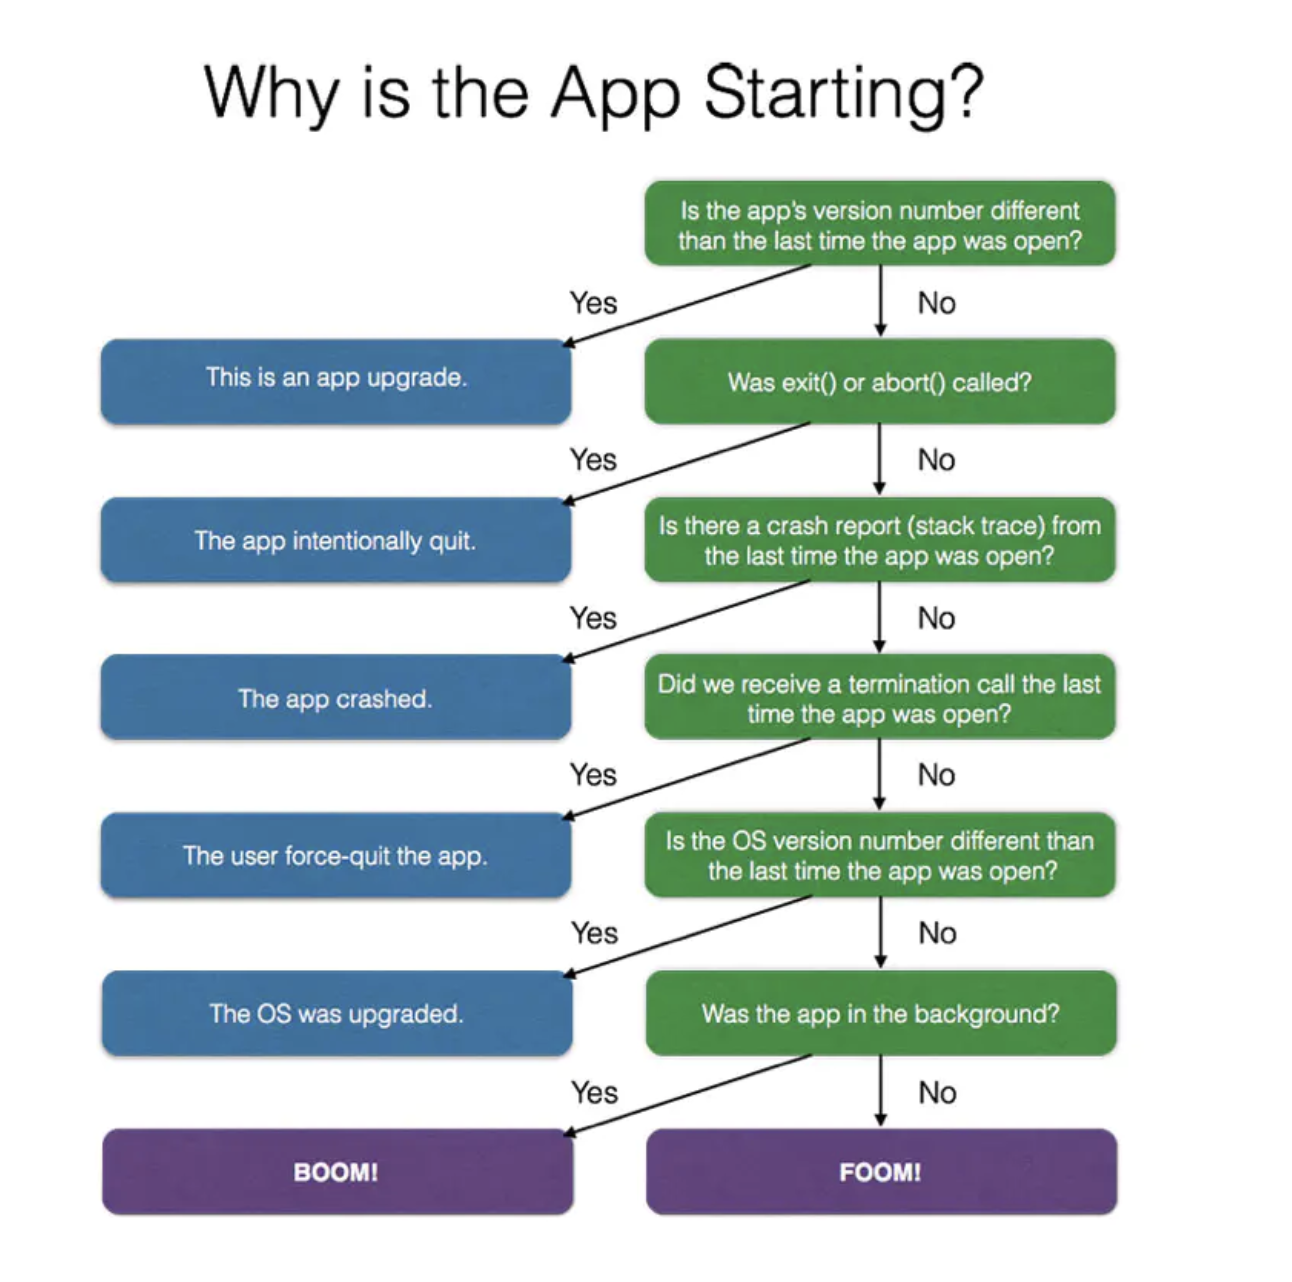 Why is the App Starting?
Is the app's version number different
than the last time the app was open?
Yes
No
This is an app upgrade.
Was exit() or abort() called?
Yes
No
The app intentionally quit.
Is there a crash report (stack trace) from
the last time the app was open?
Yes
No
The app crashed.
Did we receive a termination call the last
time the app was open?
Yes
No
The user force-quit the app.
Is the OS version number different than
the last time the app was open?
Yes
No
The OS was upgraded.
Was the app in the background?
Yes
No
BOOM!
FOOM!